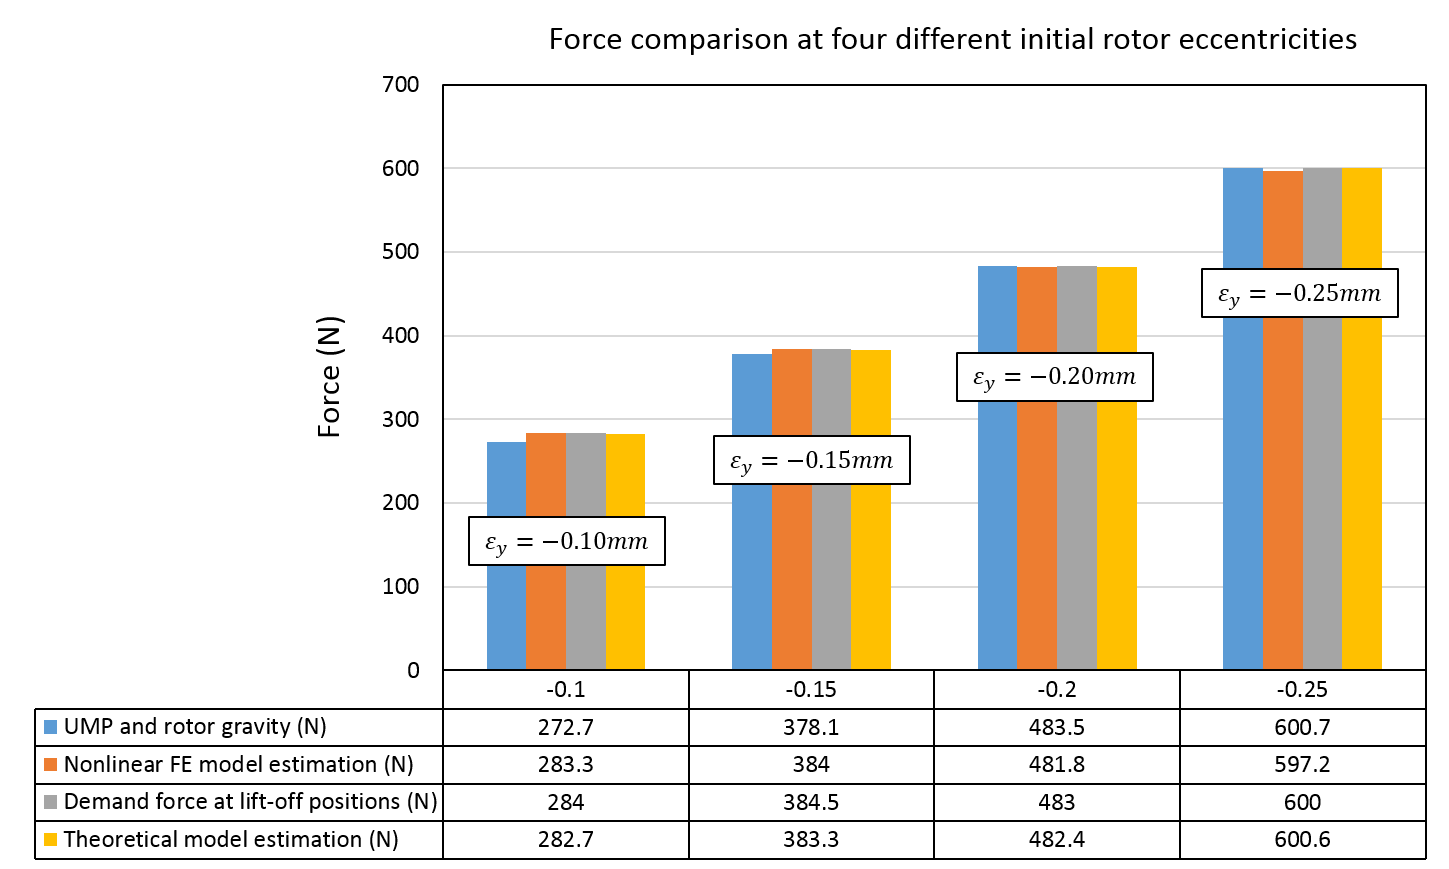 Force comparison at four different initial rotor eccentricities
700
600
500
400
300
200
100
0
Force (N)
εy = −0.10mm
εy = −0.15mm
εy = −0.20mm
εy = −0.25mm
-0.1 -0.15 -0.2 -0.25
UMP and rotor gravity (N) 272.7 378.1 483.5 600.7
Nonlinear FE model estimation (N) 283.3 384 481.8 597.2
Demand force at lift-off positions (N) 284 384.5 483 600
Theoretical model estimation (N) 282.7 383.3 482.4 600.6